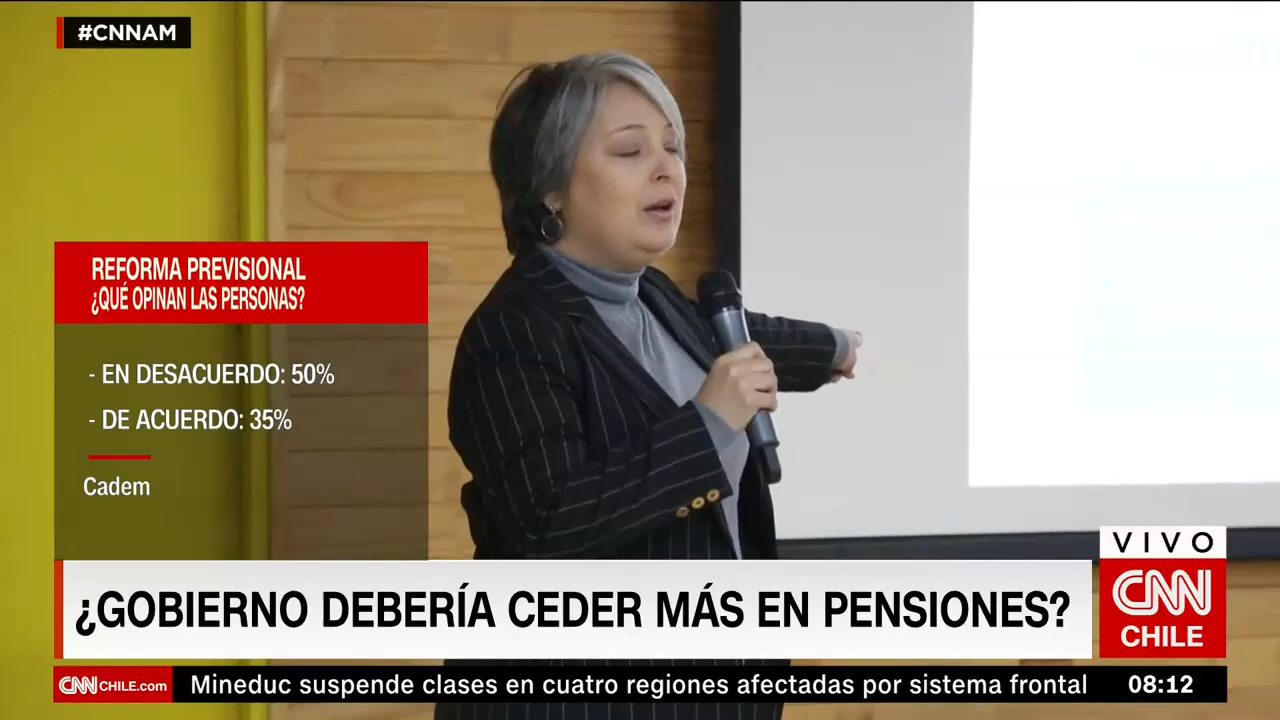 #CNNAM
REFORMA PREVISIONAL
¿QUÉ OPINAN LAS PERSONAS?
- EN DESACUERDO: 50%
- DE ACUERDO: 35%
Cadem
VIVO
¿GOBIERNO DEBERÍA CEDER MÁS EN PENSIONES?
CNN
CHILE
CNNCHILE.com
Mineduc suspende clases en cuatro regiones afectadas por sistema frontal
08:12